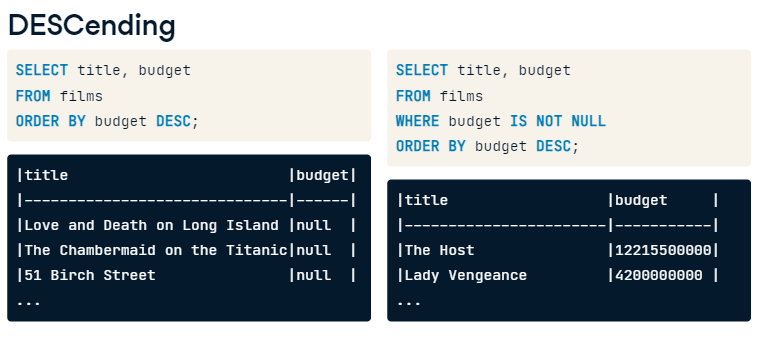 DESCending
SELECT title, budget
FROM films
ORDER BY budget DESC;
|title                         |budget|
|------------------------------|------|
|Love and Death on Long Island |null  |
|The Chambermaid on the Titanic|null  |
|51 Birch Street               |null  |
...
SELECT title, budget
FROM films
WHERE budget IS NOT NULL
ORDER BY budget DESC;
|title                  |budget     |
|-----------------------|-----------|
|The Host               |12215500000|
|Lady Vengeance         |4200000000 |
...